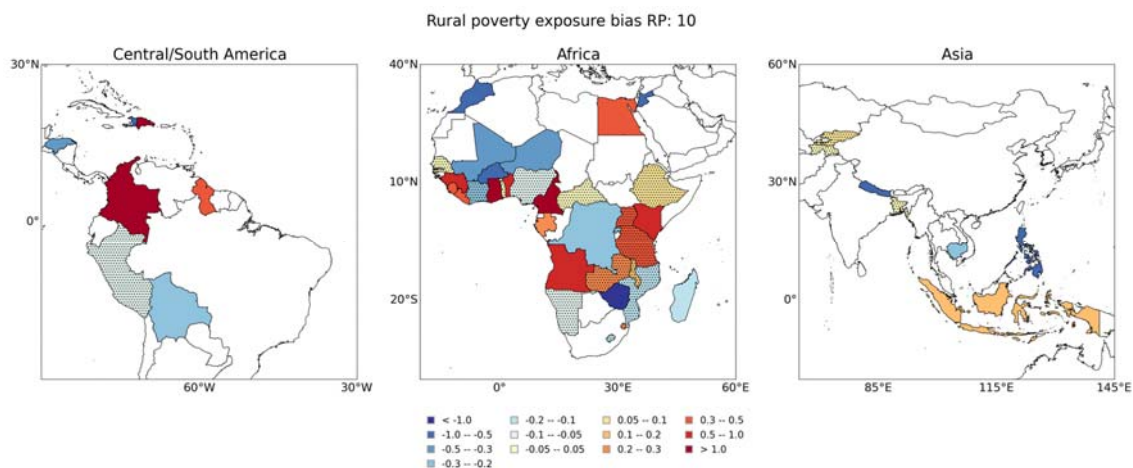 Rural poverty exposure bias RP: 10
Central/South America
Africa
Asia
30°N
0°
60°W
30°W
40°N
10°N
20°S
0°
30°E
60°E
60°N
30°N
0°
85°E
115°E
145°E
< -1.0
-1.0 -- -0.5
-0.5 -- -0.3
-0.3 -- -0.2
-0.2 -- -0.1
-0.1 -- -0.05
-0.05 -- 0.05
0.05 -- 0.1
0.1 -- 0.2
0.2 -- 0.3
0.3 -- 0.5
0.5 -- 1.0
> 1.0